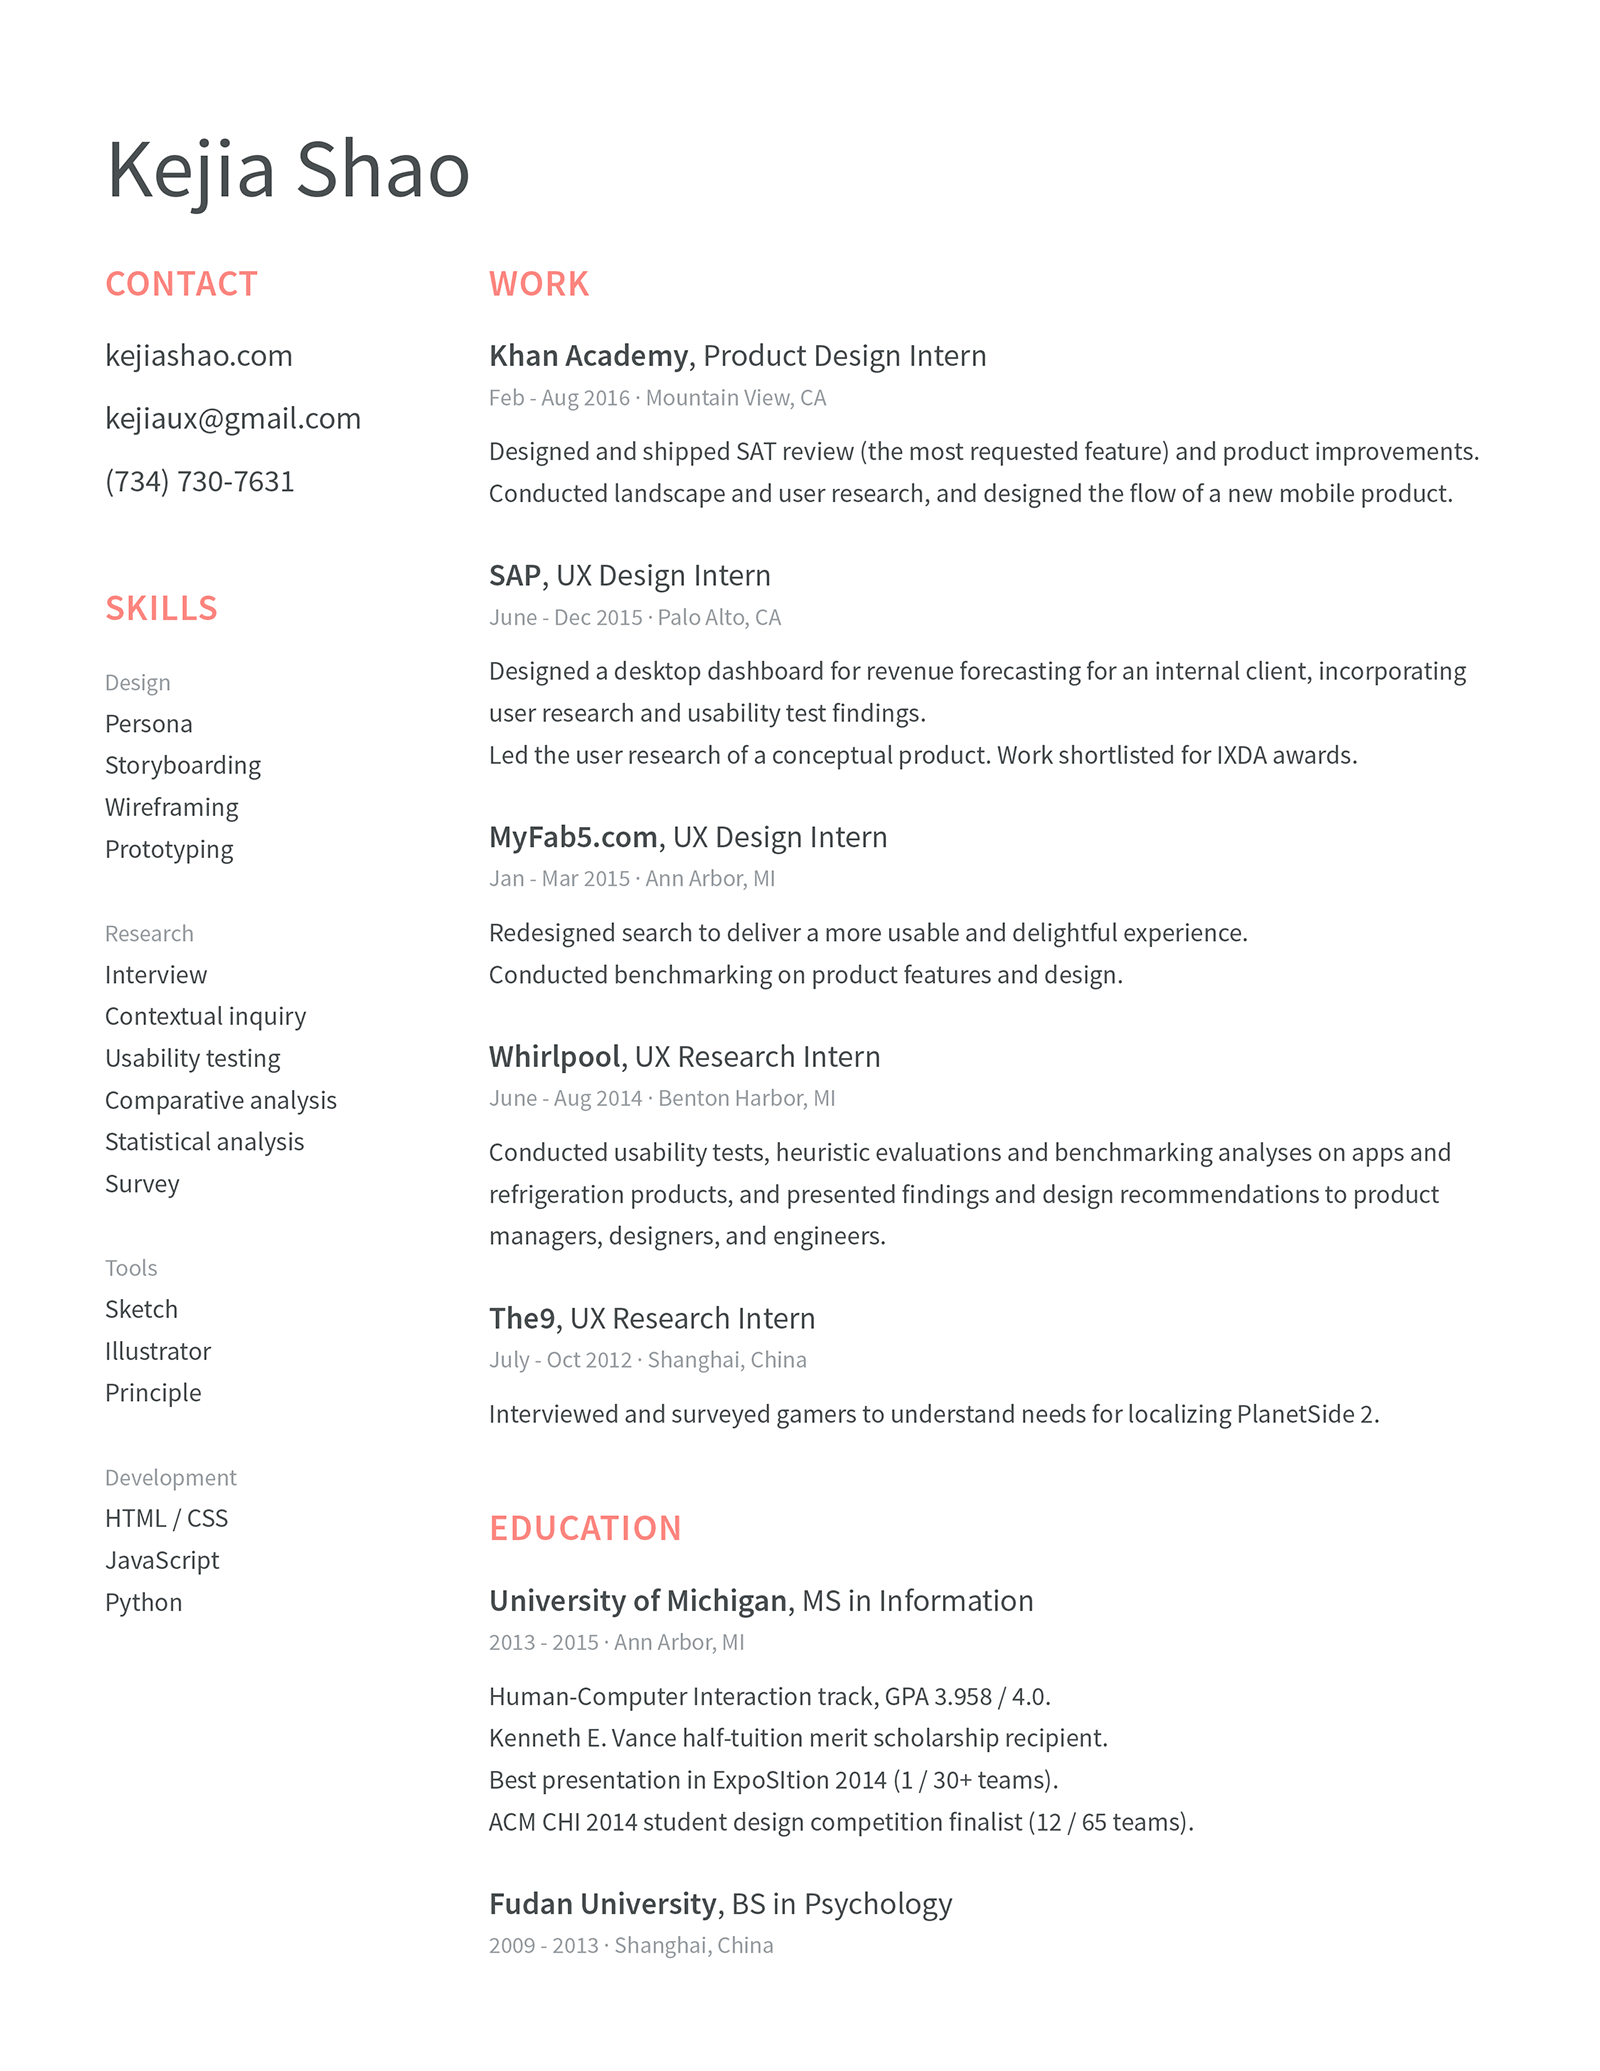 Kejia Shao
CONTACT
kejiashao.com
kejiaux@gmail.com
(734) 730-7631
SKILLS
Design
Persona
Storyboarding
Wireframing
Prototyping
Research
Interview
Contextual inquiry
Usability testing
Comparative analysis
Statistical analysis
Survey
Tools
Sketch
Illustrator
Principle
Development
HTML / CSS
JavaScript
Python
WORK
Khan Academy, Product Design Intern
Feb - Aug 2016 · Mountain View, CA
Designed and shipped SAT review (the most requested feature) and product improvements.
Conducted landscape and user research, and designed the flow of a new mobile product.
SAP, UX Design Intern
June - Dec 2015 · Palo Alto, CA
Designed a desktop dashboard for revenue forecasting for an internal client, incorporating
user research and usability test findings.
Led the user research of a conceptual product. Work shortlisted for IXDA awards.
MyFab5.com, UX Design Intern
Jan - Mar 2015 · Ann Arbor, MI
Redesigned search to deliver a more usable and delightful experience.
Conducted benchmarking on product features and design.
Whirlpool, UX Research Intern
June - Aug 2014 · Benton Harbor, MI
Conducted usability tests, heuristic evaluations and benchmarking analyses on apps and
refrigeration products, and presented findings and design recommendations to product
managers, designers, and engineers.
The9, UX Research Intern
July - Oct 2012 · Shanghai, China
Interviewed and surveyed gamers to understand needs for localizing PlanetSide 2.
EDUCATION
University of Michigan, MS in Information
2013 - 2015 · Ann Arbor, MI
Human-Computer Interaction track, GPA 3.958 / 4.0.
Kenneth E. Vance half-tuition merit scholarship recipient.
Best presentation in ExpoSItion 2014 (1 / 30+ teams).
ACM CHI 2014 student design competition finalist (12 / 65 teams).
Fudan University, BS in Psychology
2009 - 2013 · Shanghai, China